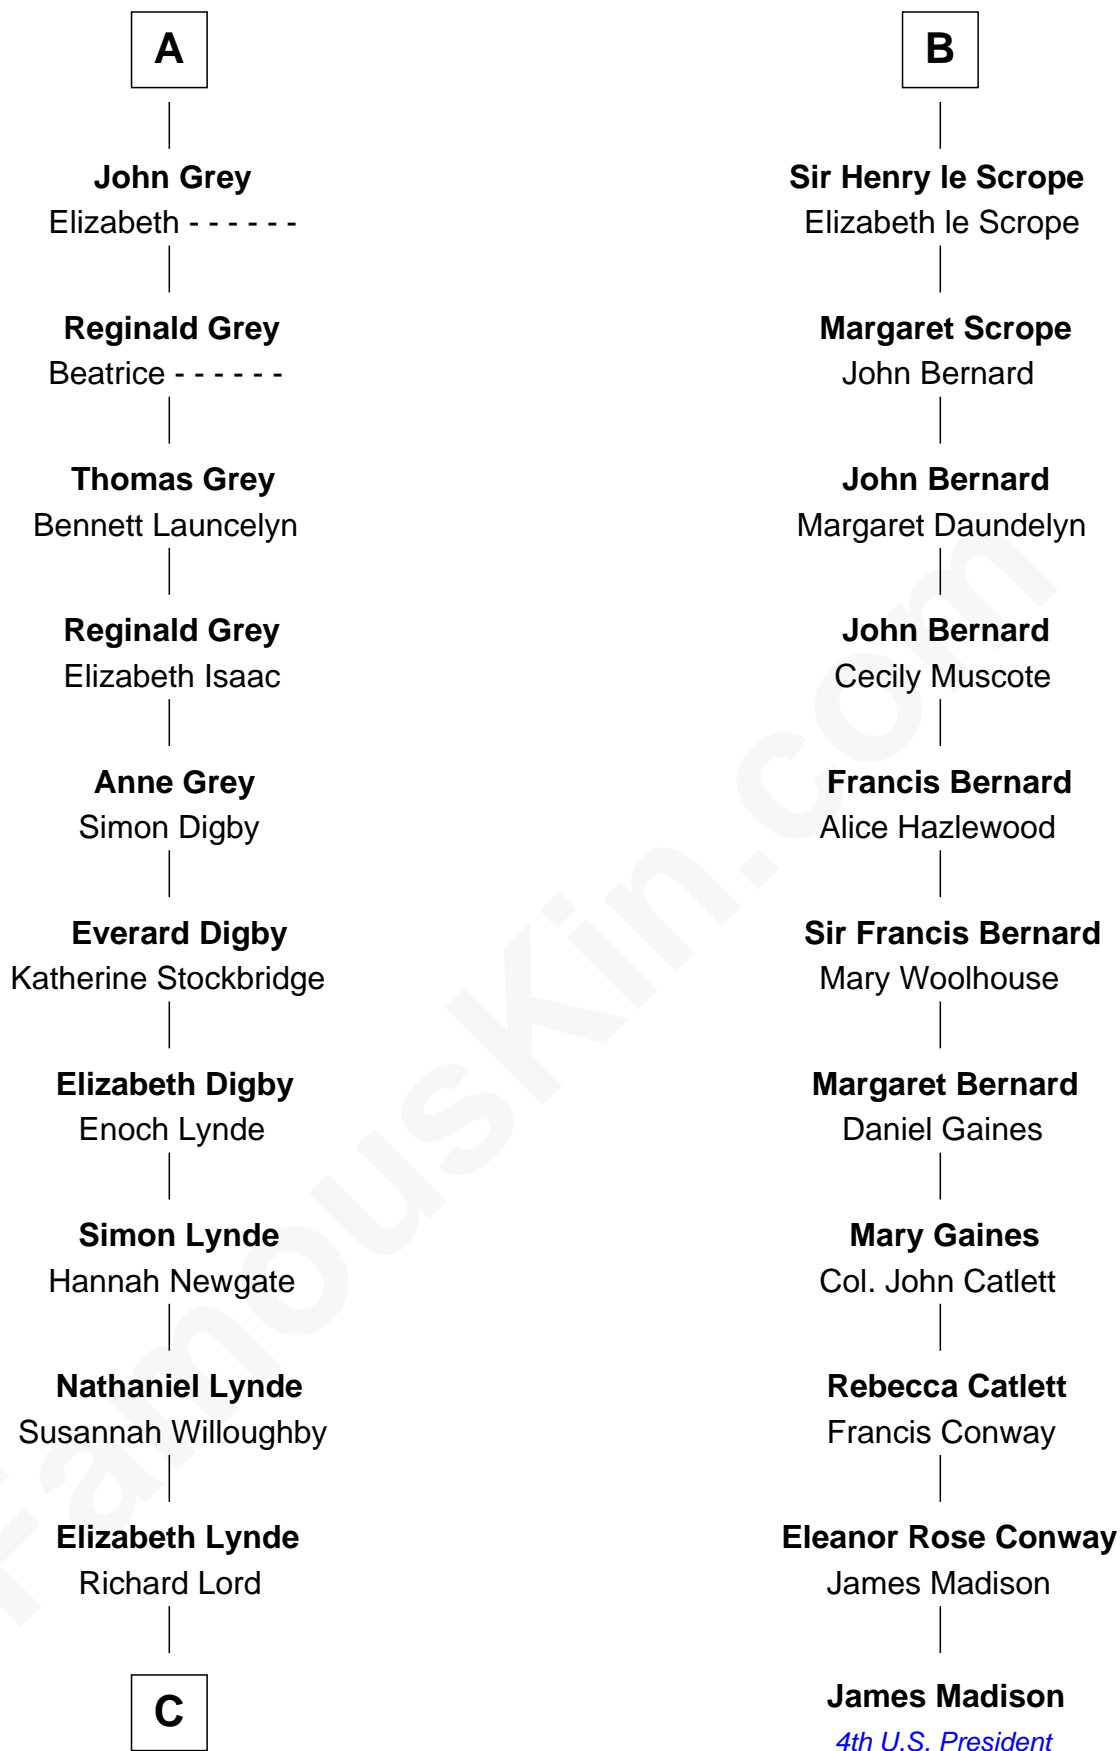 A
John Grey
Elizabeth - - - - - -
Reginald Grey
Beatrice - - - - - -
Thomas Grey
Bennett Launcelyn
Reginald Grey
Elizabeth Isaac
Anne Grey
Simon Digby
Everard Digby
Katherine Stockbridge
Elizabeth Digby
Enoch Lynde
Simon Lynde
Hannah Newgate
Nathaniel Lynde
Susannah Willoughby
Elizabeth Lynde
Richard Lord
C
B
Sir Henry le Scrope
Elizabeth le Scrope
Margaret Scrope
John Bernard
John Bernard
Margaret Daundelyn
John Bernard
Cecily Muscote
Francis Bernard
Alice Hazlewood
Sir Francis Bernard
Mary Woolhouse
Margaret Bernard
Daniel Gaines
Mary Gaines
Col. John Catlett
Rebecca Catlett
Francis Conway
Eleanor Rose Conway
James Madison
James Madison
4th U.S. President
FamousKin.com